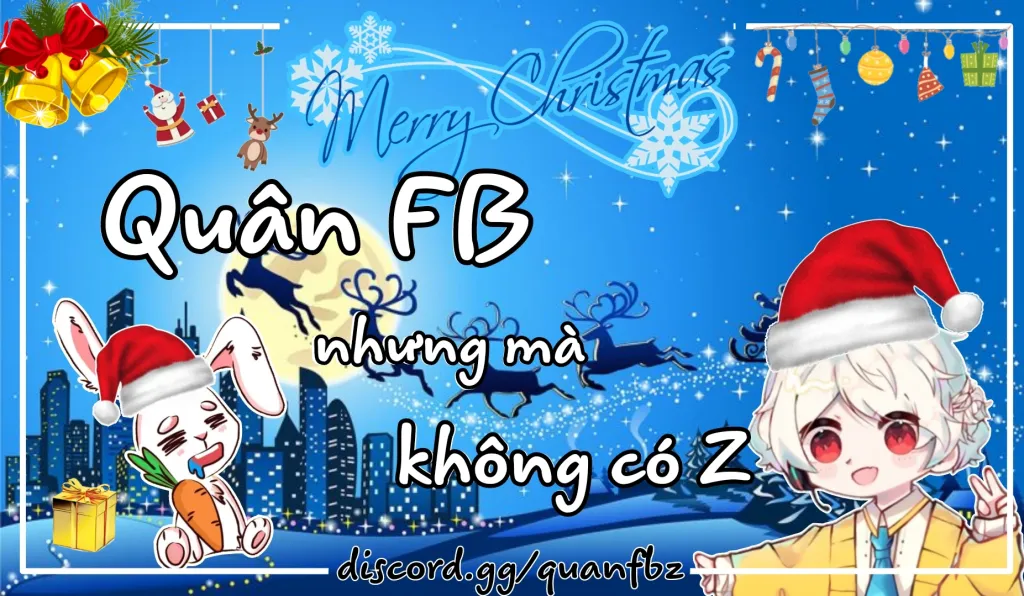 Merry Christmas
Quân FB
nhưng mà
không có Z
discord.gg/quanfbz